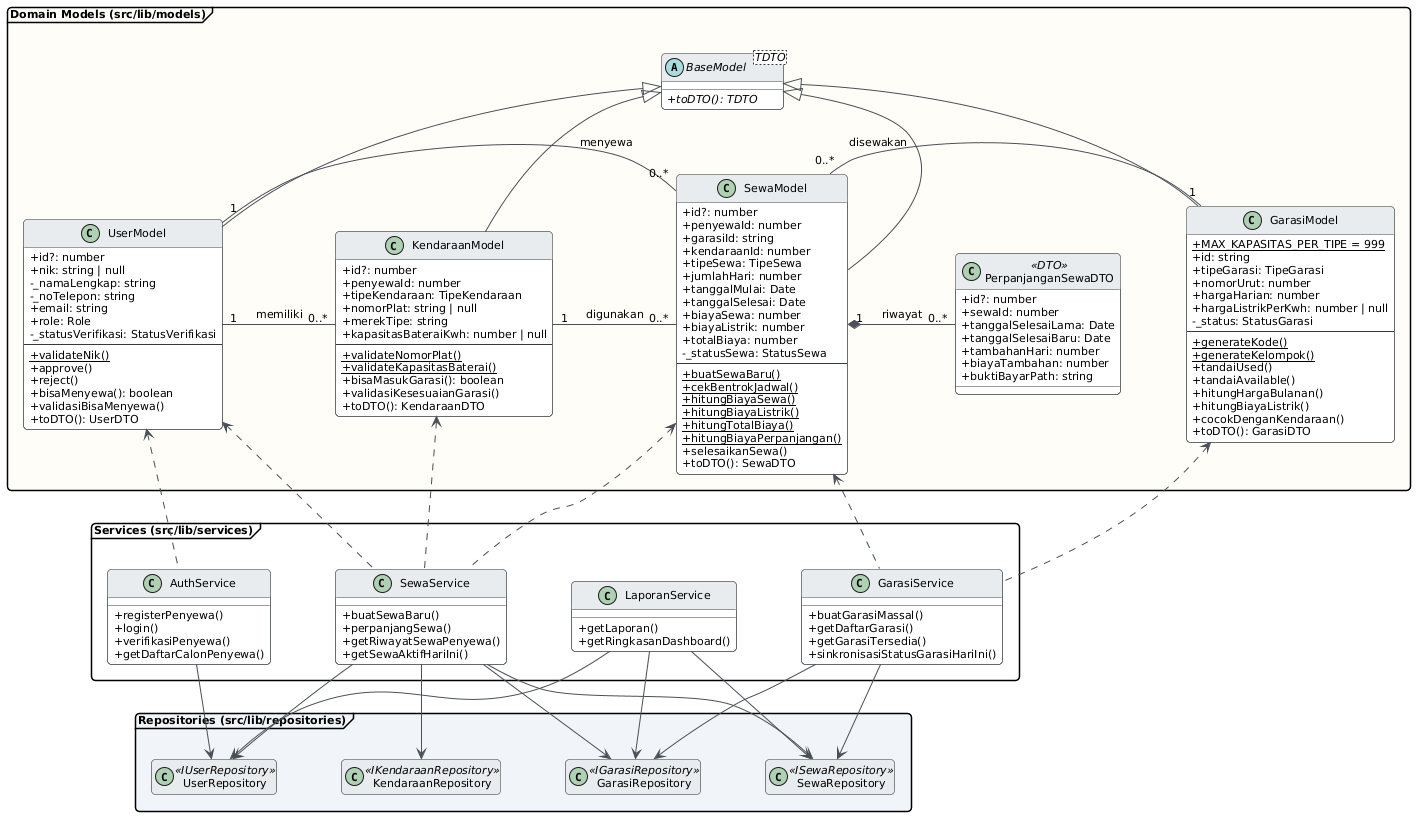 Domain Models (src/lib/models)
TDTO
A BaseModel
+toDTO(): TDTO
menyewa
disewakan
0..*
0..*
1
1
C UserModel
+id?: number
+nik: string | null
-_namaLengkap: string
-_noTelepon: string
+email: string
+role: Role
-_statusVerifikasi: StatusVerifikasi
+validateNik()
+approve()
+reject()
+bisaMenyewa(): boolean
+validasiBisaMenyewa()
+toDTO(): UserDTO
1 memiliki 0..*
C KendaraanModel
+id?: number
+penyewaId: number
+tipeKendaraan: TipeKendaraan
+nomorPlat: string | null
+merekTipe: string
+kapasitasBateraiKwh: number | null
+validateNomorPlat()
+validateKapasitasBaterai()
+bisaMasukGarasi(): boolean
+validasiKesesuaianGarasi()
+toDTO(): KendaraanDTO
1 digunakan 0..*
C SewaModel
+id?: number
+penyewaId: number
+garasiId: string
+kendaraanId: number
+tipeSewa: TipeSewa
+jumlahHari: number
+tanggalMulai: Date
+tanggalSelesai: Date
+biayaSewa: number
+biayaListrik: number
+totalBiaya: number
-_statusSewa: StatusSewa
+buatSewaBaru()
+cekBentrokJadwal()
+hitungBiayaSewa()
+hitungBiayaListrik()
+hitungTotalBiaya()
+hitungBiayaPerpanjangan()
+selesaikanSewa()
+toDTO(): SewaDTO
1 riwayat 0..*
«DTO»
C PerpanjanganSewaDTO
+id?: number
+sewaId: number
+tanggalSelesaiLama: Date
+tanggalSelesaiBaru: Date
+tambahanHari: number
+biayaTambahan: number
+buktiBayarPath: string
C GarasiModel
+MAX_KAPASITAS_PER_TIPE = 999
+id: string
+tipeGarasi: TipeGarasi
+nomorUrut: number
+hargaHarian: number
+hargaListrikPerKwh: number | null
-_status: StatusGarasi
+generateKode()
+generateKelompok()
+tandaiUsed()
+tandaiAvailable()
+hitungHargaBulanan()
+hitungBiayaListrik()
+cocokDenganKendaraan()
+toDTO(): GarasiDTO
Services (src/lib/services)
C AuthService
+registerPenyewa()
+login()
+verifikasiPenyewa()
+getDaftarCalonPenyewa()
C SewaService
+buatSewaBaru()
+perpanjangSewa()
+getRiwayatSewaPenyewa()
+getSewaAktifHariIni()
C LaporanService
+getLaporan()
+getRingkasanDashboard()
C GarasiService
+buatGarasiMassal()
+getDaftarGarasi()
+getGarasiTersedia()
+sinkronisasiStatusGarasiHariIni()
Repositories (src/lib/repositories)
«IUserRepository»
C UserRepository
«IKendaraanRepository»
C KendaraanRepository
«IGarasiRepository»
C GarasiRepository
«ISewaRepository»
C SewaRepository